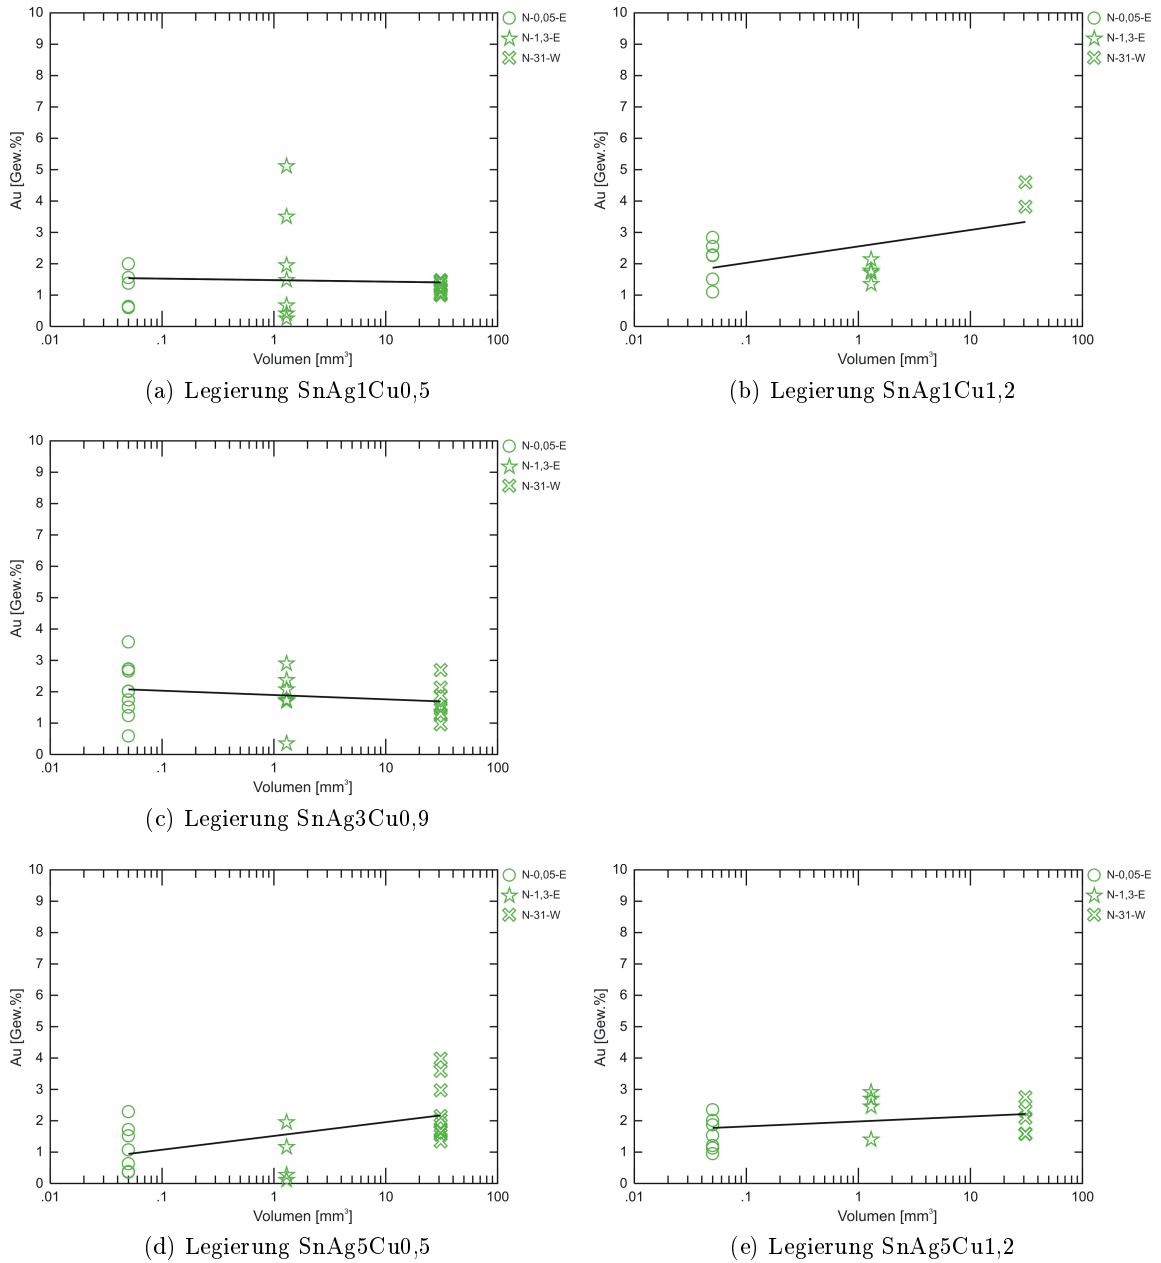 10
9
8
7
6
5
4
3
2
1
0
Au [Gew.%]
.01 .1 1 10 100
Volumen [mm³]
N-0,05-E
N-1,3-E
N-31-W
(a) Legierung SnAg1Cu0,5
10
9
8
7
6
5
4
3
2
1
0
Au [Gew.%]
.01 .1 1 10 100
Volumen [mm³]
N-0,05-E
N-1,3-E
N-31-W
(b) Legierung SnAg1Cu1,2
10
9
8
7
6
5
4
3
2
1
0
Au [Gew.%]
.01 .1 1 10 100
Volumen [mm³]
N-0,05-E
N-1,3-E
N-31-W
(c) Legierung SnAg3Cu0,9
10
9
8
7
6
5
4
3
2
1
0
Au [Gew.%]
.01 .1 1 10 100
Volumen [mm³]
N-0,05-E
N-1,3-E
N-31-W
(d) Legierung SnAg5Cu0,5
10
9
8
7
6
5
4
3
2
1
0
Au [Gew.%]
.01 .1 1 10 100
Volumen [mm³]
N-0,05-E
N-1,3-E
N-31-W
(e) Legierung SnAg5Cu1,2